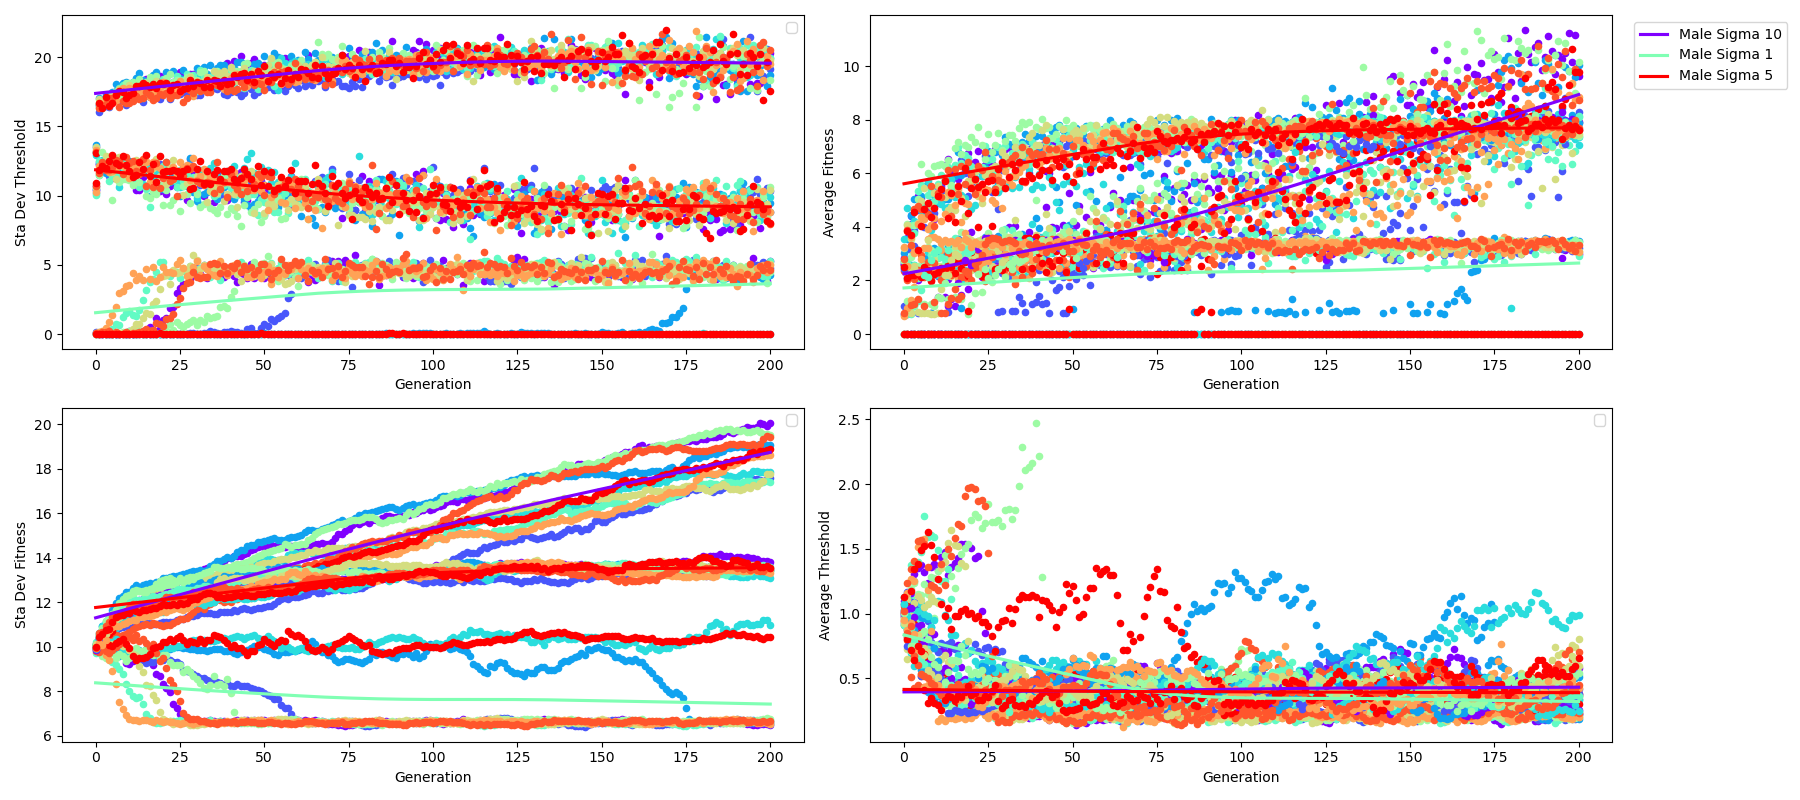 20
15
10
5
0
Sta Dev Threshold
0 25 50 75 100 125 150 175 200
Generation
10
8
6
4
2
0
Average Fitness
0 25 50 75 100 125 150 175 200
Generation
Male Sigma 10
Male Sigma 1
Male Sigma 5
20
18
16
14
12
10
8
6
Sta Dev Fitness
0 25 50 75 100 125 150 175 200
Generation
2.5
2.0
1.5
1.0
0.5
Average Threshold
0 25 50 75 100 125 150 175 200
Generation